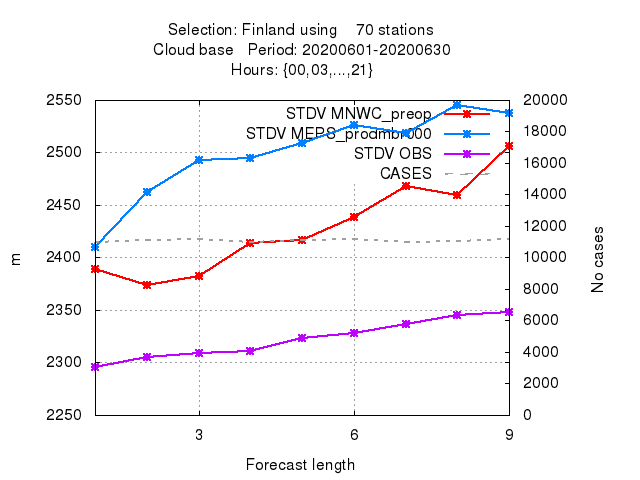 Selection: Finland using 70 stations
Cloud base Period: 20200601-20200630
Hours: {00,03,...,21}
2550 20000
STDV MNWC_preop
18000
STDV MEPS_prodmbr000
2500 STDV OBS
16000
CASES
14000
2450
12000
m 2400 No cases
10000
8000
2350
6000
2300 4000
2000
2250 0
3 6 9
Forecast length